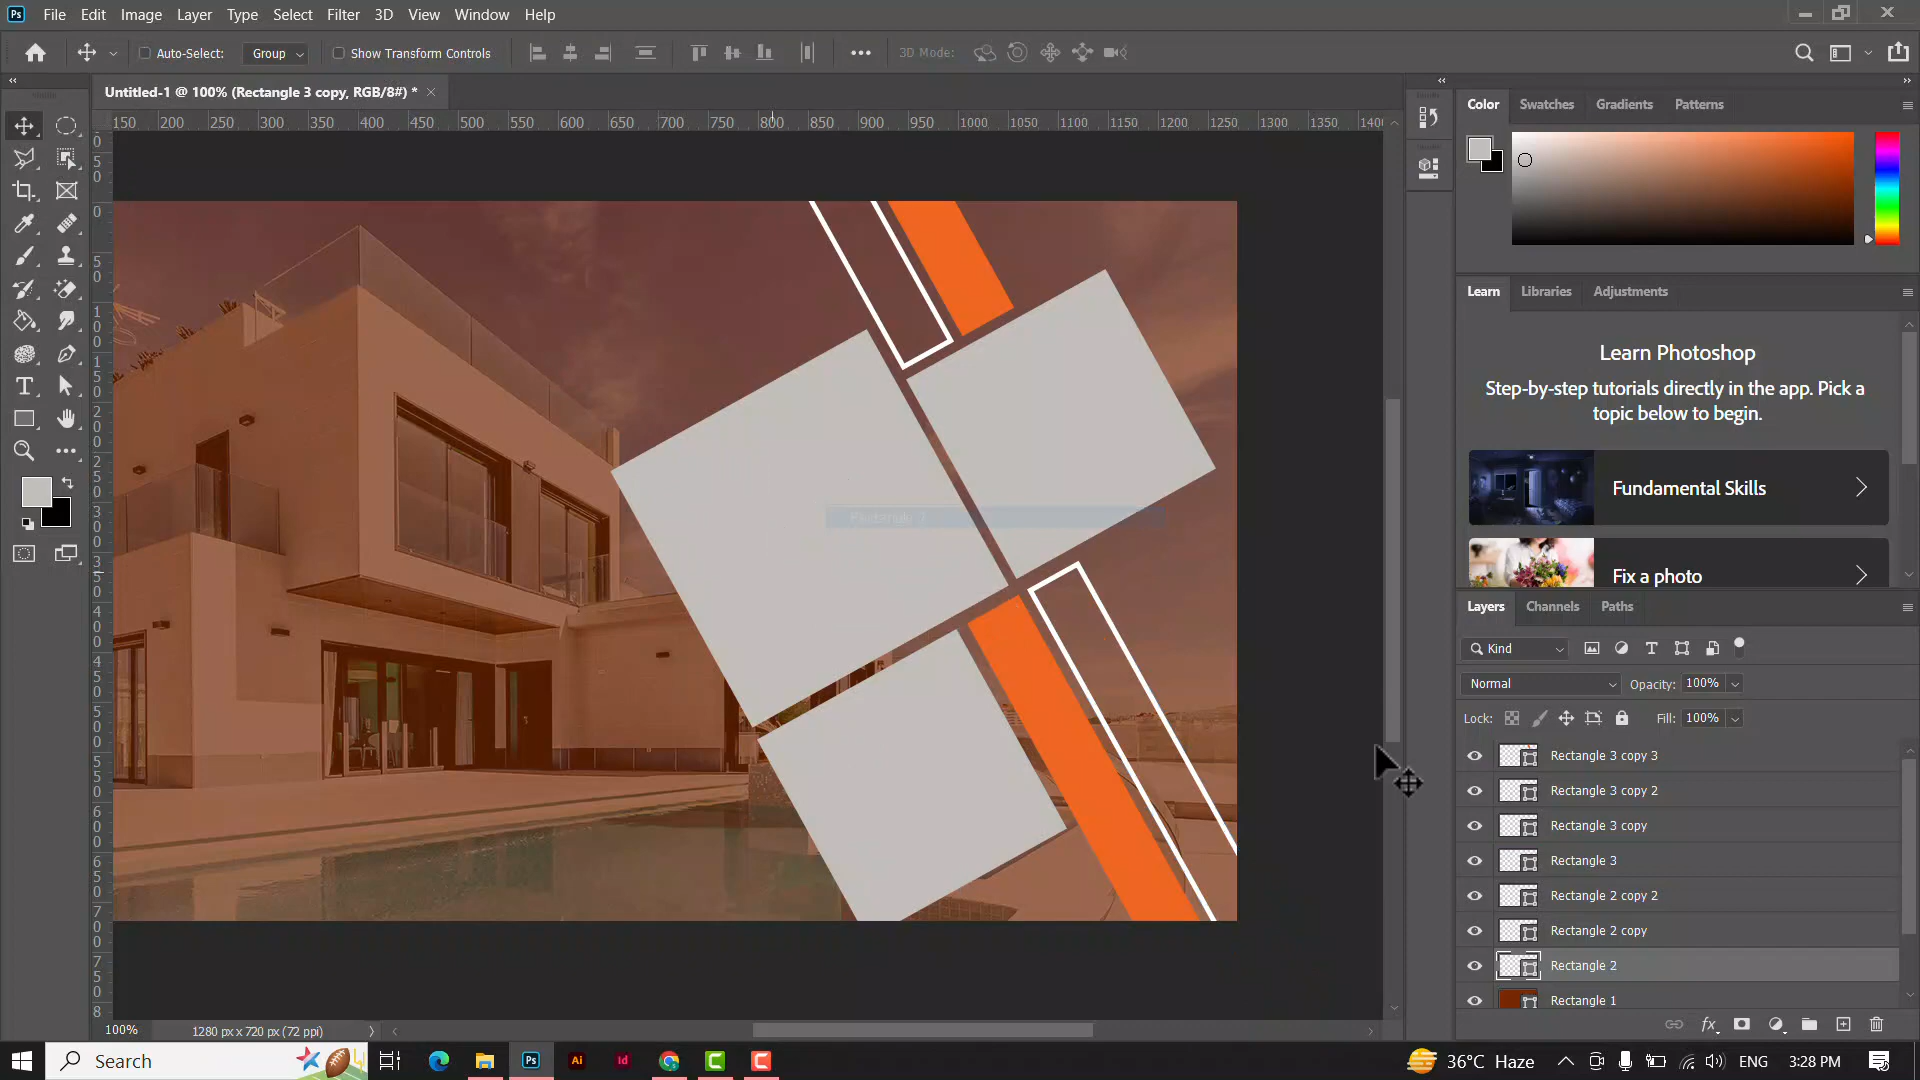 Ps File Edit Image Layer Type Select Filter 3D View Window Help
Auto-Select: Group Show Transform Controls 3D Mode:
Untitled-1 @ 100% (Rectangle 3 copy, RGB/8#) *
150 200 250 300 350 400 450 500 550 600 650 700 750 800 850 900 950 1000 1050 1100 1150 1200 1250 1300 1350 1400
Color Swatches Gradients Patterns
Learn Libraries Adjustments
Learn Photoshop
Step-by-step tutorials directly in the app. Pick a
topic below to begin.
Fundamental Skills
Fix a photo
Layers Channels Paths
Kind
Normal Opacity: 100%
Lock: Fill: 100%
Rectangle 3 copy 3
Rectangle 3 copy 2
Rectangle 3 copy
Rectangle 3
Rectangle 2 copy 2
Rectangle 2 copy
Rectangle 2
Rectangle 1
fx
100% 1280 px x 720 px (72 ppi)
Search Ps Ai Id 36°C Haze ENG 3:28 PM